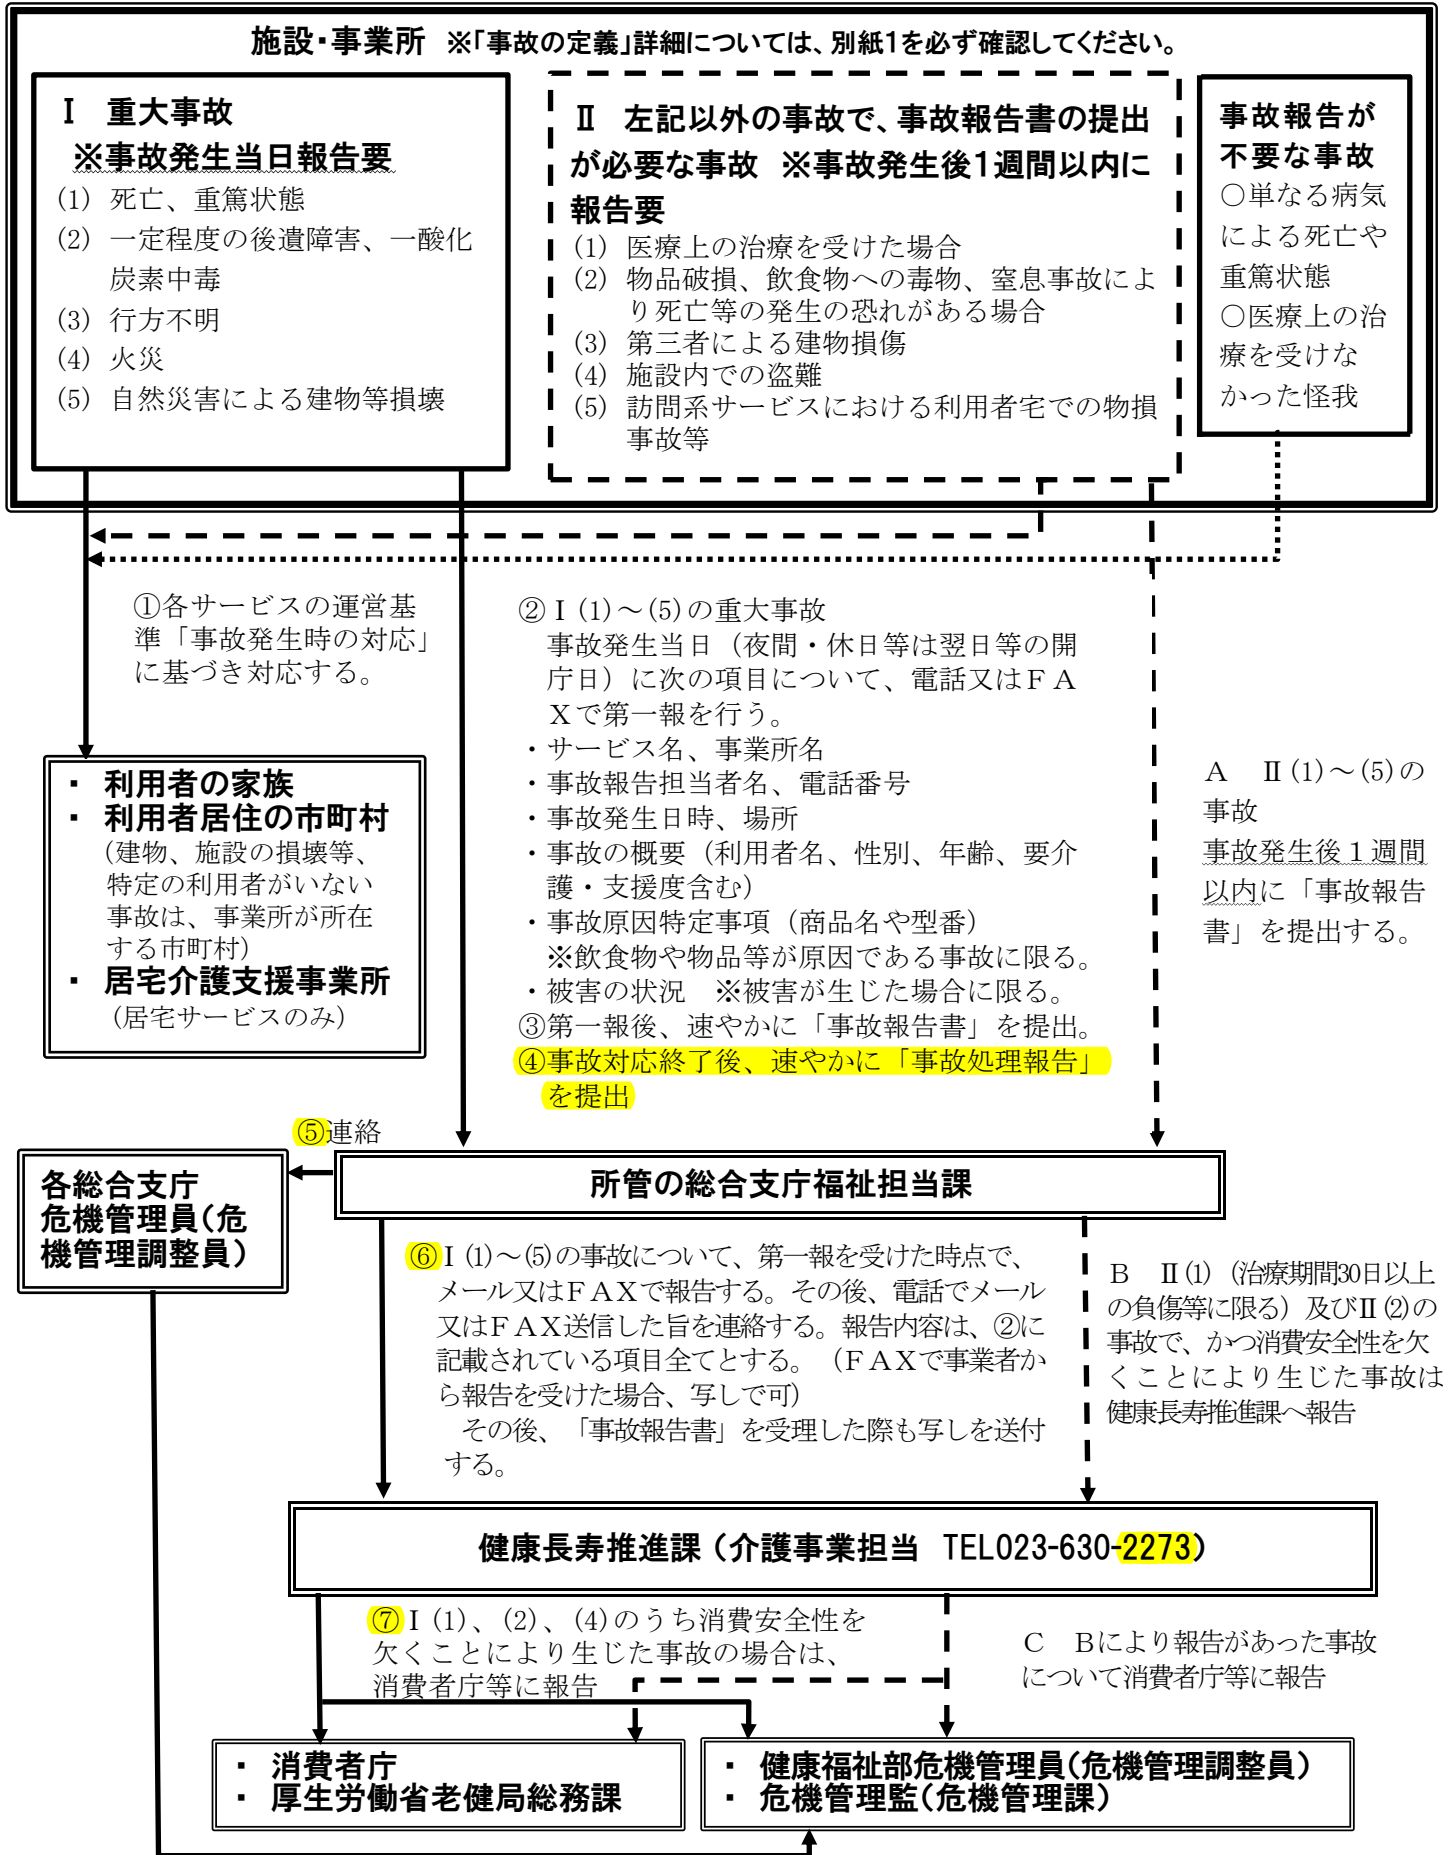 施設・事業所 ※「事故の定義」詳細については、別紙1を必ず確認してください。
Ⅰ 重大事故
※事故発生当日報告要
(1) 死亡、重篤状態
(2) 一定程度の後遺障害、一酸化
炭素中毒
(3) 行方不明
(4) 火災
(5) 自然災害による建物等損壊
Ⅱ 左記以外の事故で、事故報告書の提出
が必要な事故 ※事故発生後1週間以内に
報告要
(1) 医療上の治療を受けた場合
(2) 物品破損、飲食物への毒物、窒息事故によ
り死亡等の発生の恐れがある場合
(3) 第三者による建物損傷
(4) 施設内での盗難
(5) 訪問系サービスにおける利用者宅での物損
事故等
事故報告が
不要な事故
○単なる病気
による死亡や
重篤状態
○医療上の治
療を受けな
かった怪我
①各サービスの運営基
準「事故発生時の対応」
に基づき対応する。
②Ⅰ(1)～(5)の重大事故
事故発生当日（夜間・休日等は翌日等の開
庁日）に次の項目について、電話又はＦＡ
Ｘで第一報を行う。
・サービス名、事業所名
・事故報告担当者名、電話番号
・事故発生日時、場所
・事故の概要（利用者名、性別、年齢、要介
護・支援度含む）
・事故原因特定事項（商品名や型番）
※飲食物や物品等が原因である事故に限る。
・被害の状況 ※被害が生じた場合に限る。
③第一報後、速やかに「事故報告書」を提出。
④事故対応終了後、速やかに「事故処理報告」
を提出
Ａ Ⅱ(1)～(5)の
事故
事故発生後１週間
以内に「事故報告
書」を提出する。
・ 利用者の家族
・ 利用者居住の市町村
(建物、施設の損壊等、
特定の利用者がいない
事故は、事業所が所在
する市町村)
・ 居宅介護支援事業所
(居宅サービスのみ)
⑤連絡
各総合支庁
危機管理員(危
機管理調整員)
所管の総合支庁福祉担当課
⑥Ⅰ(1)～(5)の事故について、第一報を受けた時点で、
メール又はＦＡＸで報告する。その後、電話でメール
又はＦＡＸ送信した旨を連絡する。報告内容は、②に
記載されている項目全てとする。（ＦＡＸで事業者か
ら報告を受けた場合、写しで可）
その後、「事故報告書」を受理した際も写しを送付
する。
Ｂ Ⅱ(1)（治療期間30日以上
の負傷等に限る）及びⅡ(2)の
事故で、かつ消費安全性を欠
くことにより生じた事故は
健康長寿推進課へ報告
健康長寿推進課（介護事業担当 TEL023-630-2273）
⑦Ⅰ(1)、(2)、(4)のうち消費安全性を
欠くことにより生じた事故の場合は、
消費者庁等に報告
Ｃ Ｂにより報告があった事故
について消費者庁等に報告
・ 消費者庁
・ 厚生労働省老健局総務課
・ 健康福祉部危機管理員(危機管理調整員)
・ 危機管理監(危機管理課)